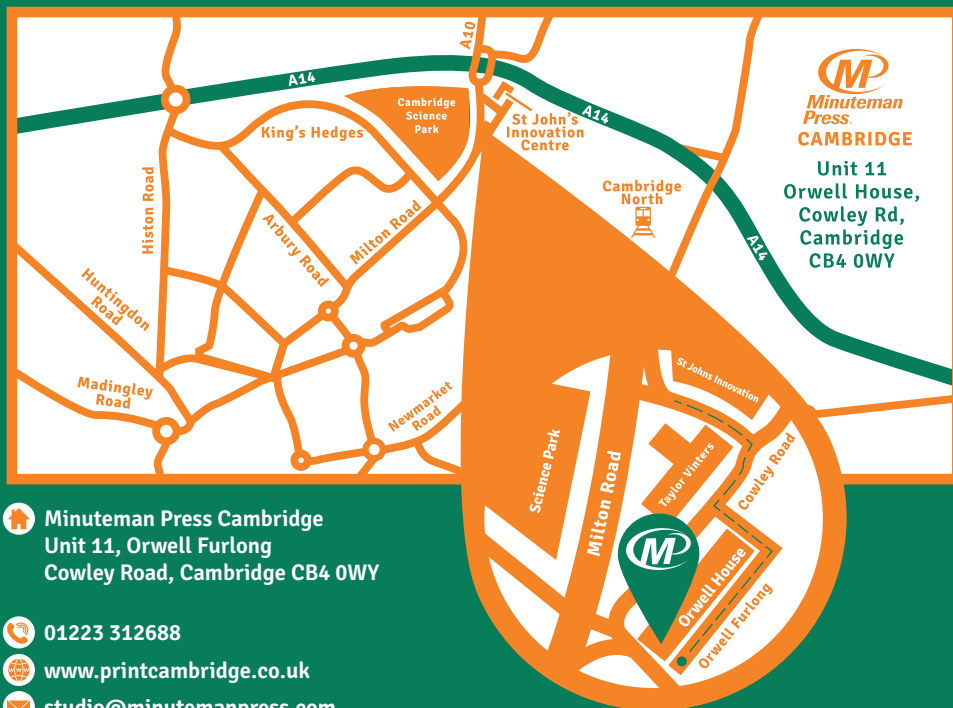 A10
A14
Cambridge
Science
Park
King's Hedges
St John's
Innovation
Centre
A14
Histon Road
Arbury Road
Milton Road
Cambridge
North
A14
Huntingdon
Road
Madingley
Road
Newmarket
Road
M
Minuteman
Press.
CAMBRIDGE
Unit 11
Orwell House,
Cowley Rd,
Cambridge
CB4 0WY
St Johns Innovation
Science Park
Milton Road
Taylor Vinters
Cowley Road
M
Orwell House
Orwell Furlong
Minuteman Press Cambridge
Unit 11, Orwell Furlong
Cowley Road, Cambridge CB4 0WY
01223 312688
www.printcambridge.co.uk
studio@minutemanpress.com